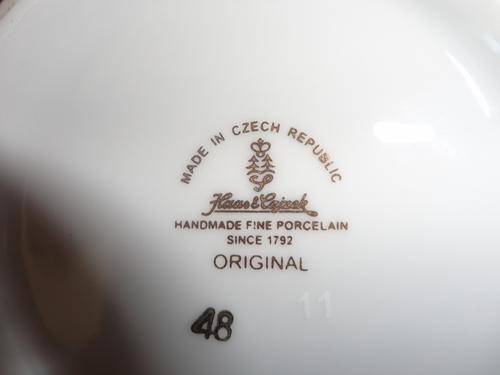 MADE IN CZECH REPUBLIC
Haas & Czjzek
HANDMADE FINE PORCELAIN
SINCE 1792
ORIGINAL
11
48